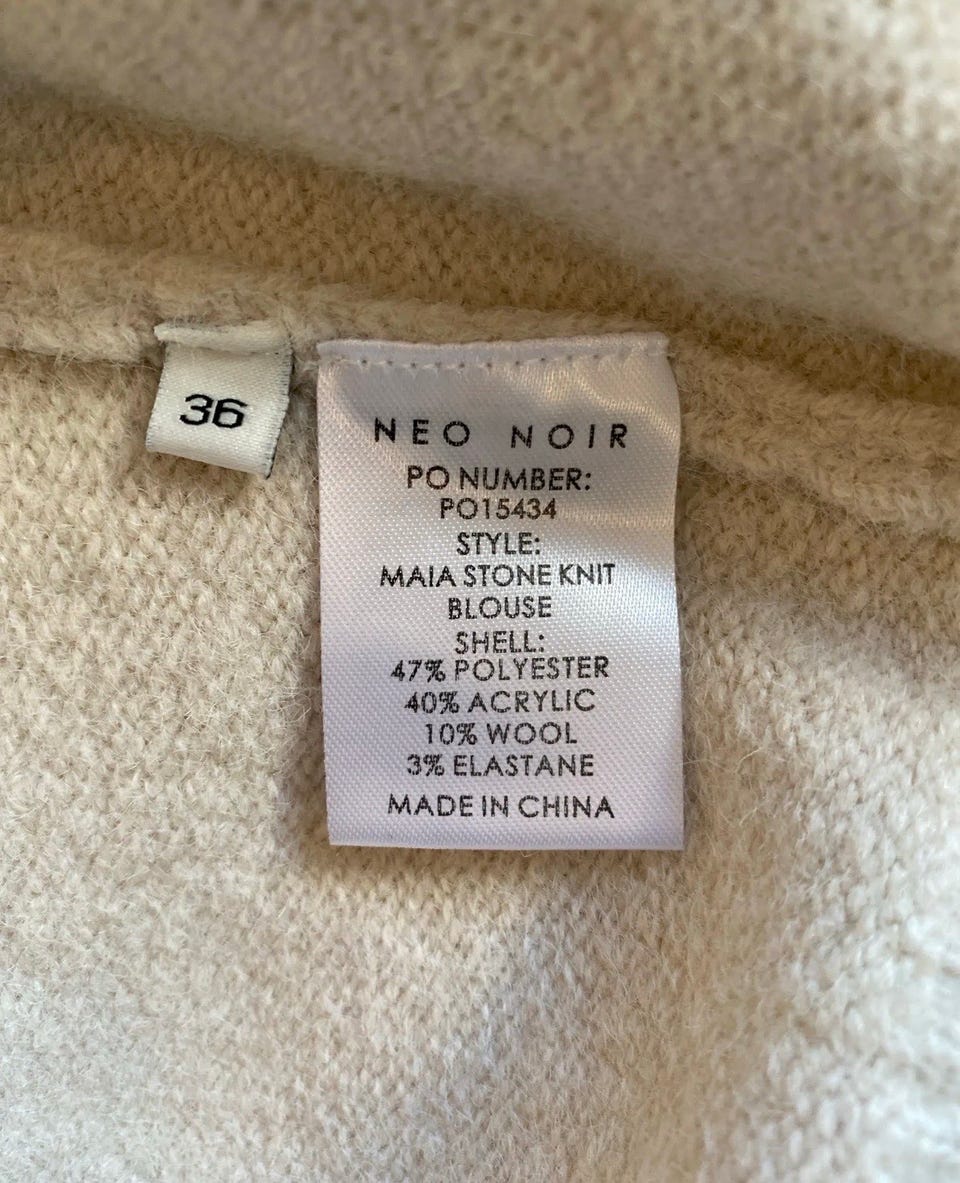 36
NEO NOIR
PO NUMBER:
PO15434
STYLE:
MAIA STONE KNIT
BLOUSE
SHELL:
47% POLYESTER
40% ACRYLIC
10% WOOL
3% ELASTANE
MADE IN CHINA